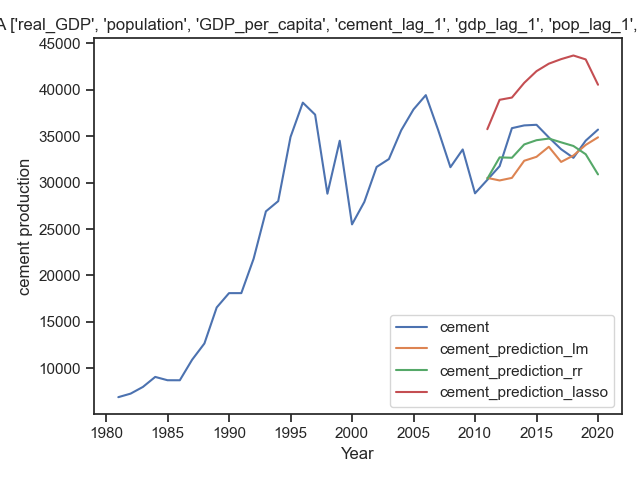 A ['real_GDP', 'population', 'GDP_per_capita', 'cement_lag_1', 'gdp_lag_1', 'pop_lag_1',
45000
40000
35000
30000
25000
20000
15000
10000
cement production
cement
cement_prediction_lm
cement_prediction_rr
cement_prediction_lasso
1980 1985 1990 1995 2000 2005 2010 2015 2020
Year